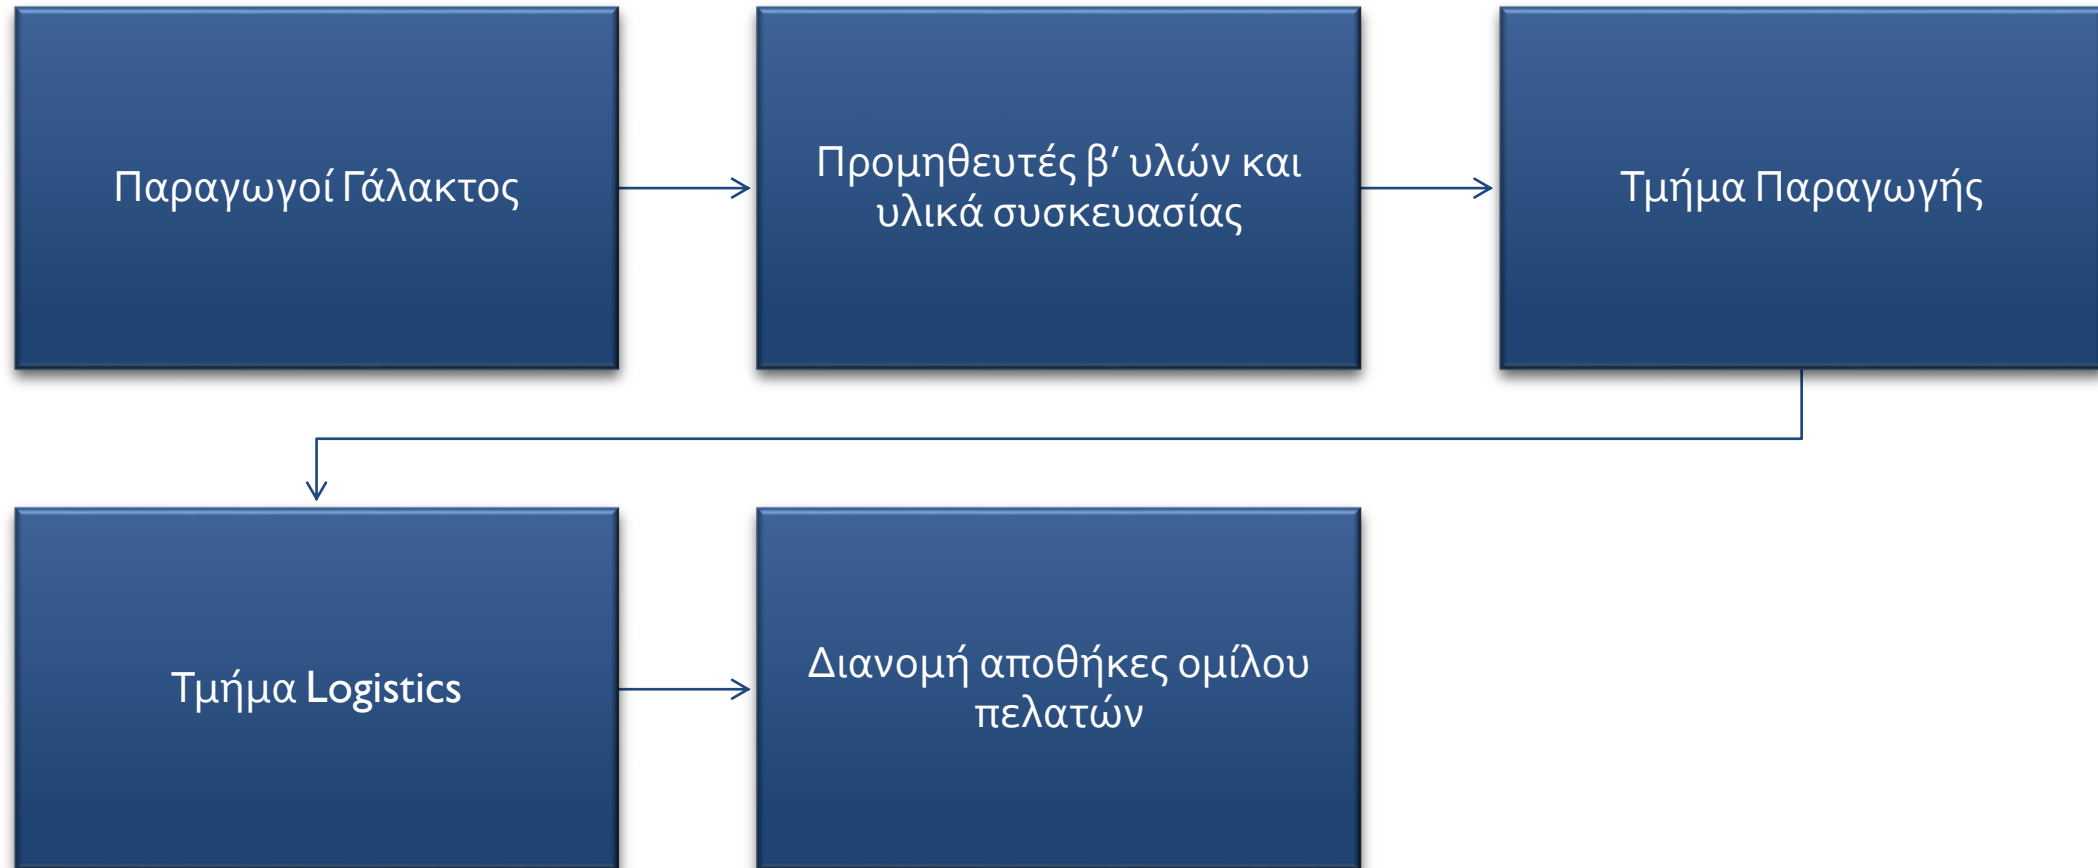 Παραγωγοί Γάλακτος
Προμηθευτές β’ υλών και
υλικά συσκευασίας
Τμήμα Παραγωγής
Τμήμα Logistics
Διανομή αποθήκες ομίλου
πελατών